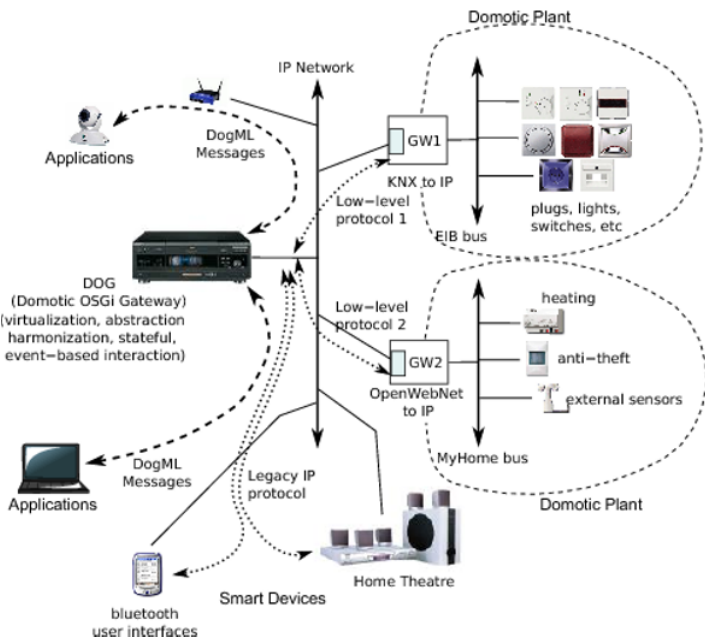 Domotic Plant
IP Network
DogML
Messages
Applications
GW1
KNX to IP
Low-level
protocol 1
plugs, lights,
switches, etc
EIB bus
DOG
(Domotic OSGi Gateway)
(virtualization, abstraction
harmonization, stateful,
event-based interaction)
Low-level
protocol 2
heating
GW2
anti-theft
OpenWebNet
to IP
external sensors
MyHome bus
DogML
Messages
Legacy IP
protocol
Applications
Domotic Plant
Home Theatre
Smart Devices
bluetooth
user interfaces